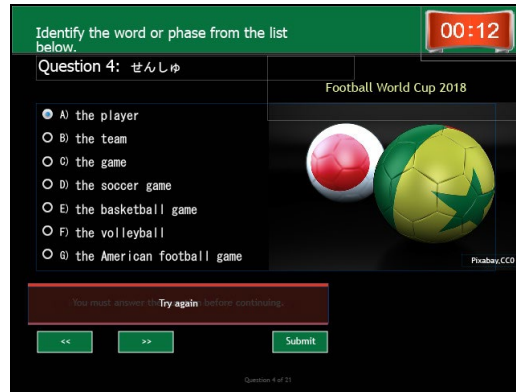 Identify the word or phase from the list
below.
00:12
Question 4: せんしゅ
Football World Cup 2018
A) the player
B) the team
C) the game
D) the soccer game
E) the basketball game
F) the volleyball
G) the American football game
Pixabay,CC0
You must answer the before continuing.
Try again
<<
>>
Submit
Question 4 of 21